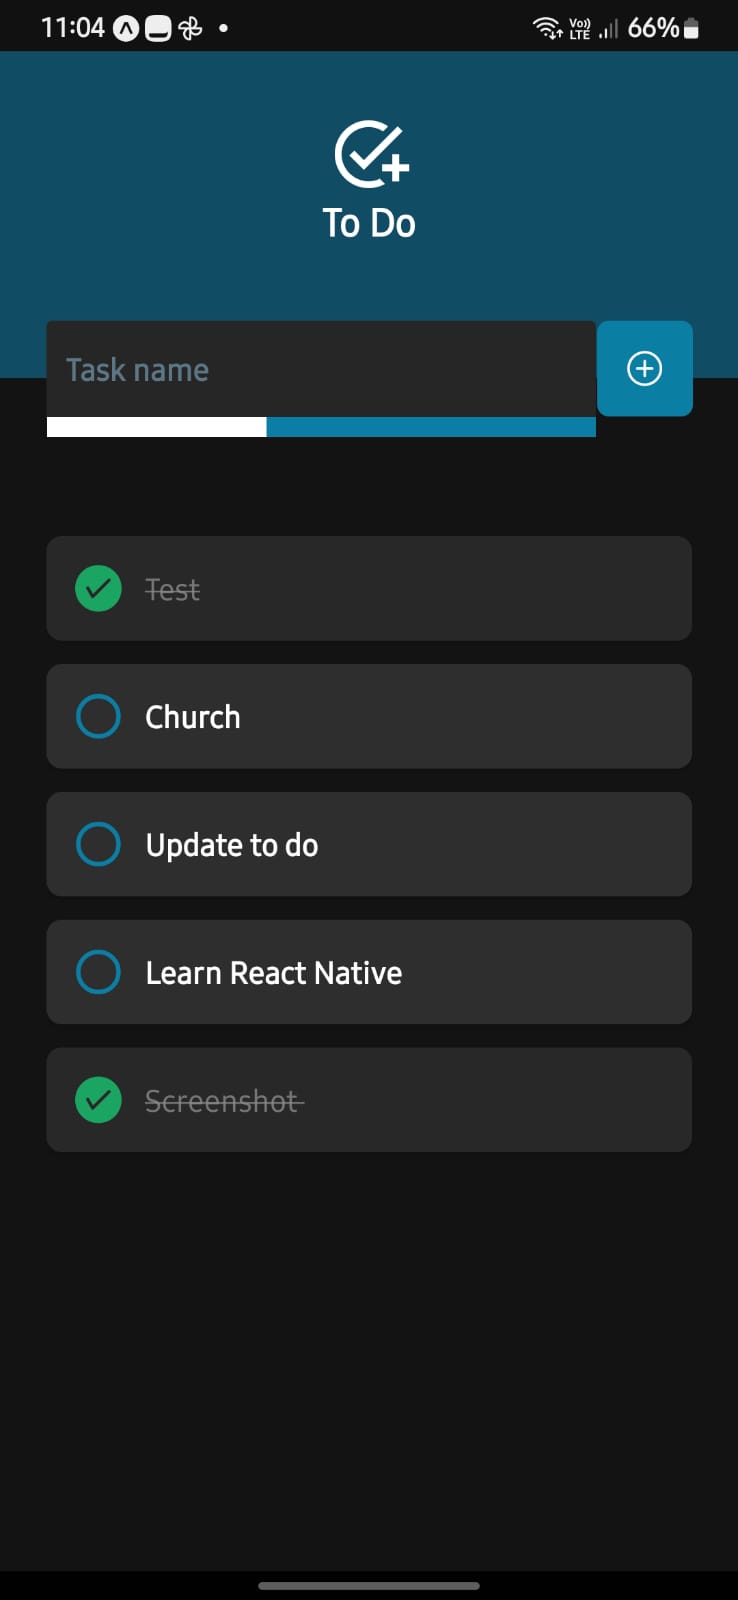 11:04 Vo)) LTE 66%
To Do
Task name
Test
Church
Update to do
Learn React Native
Screenshot